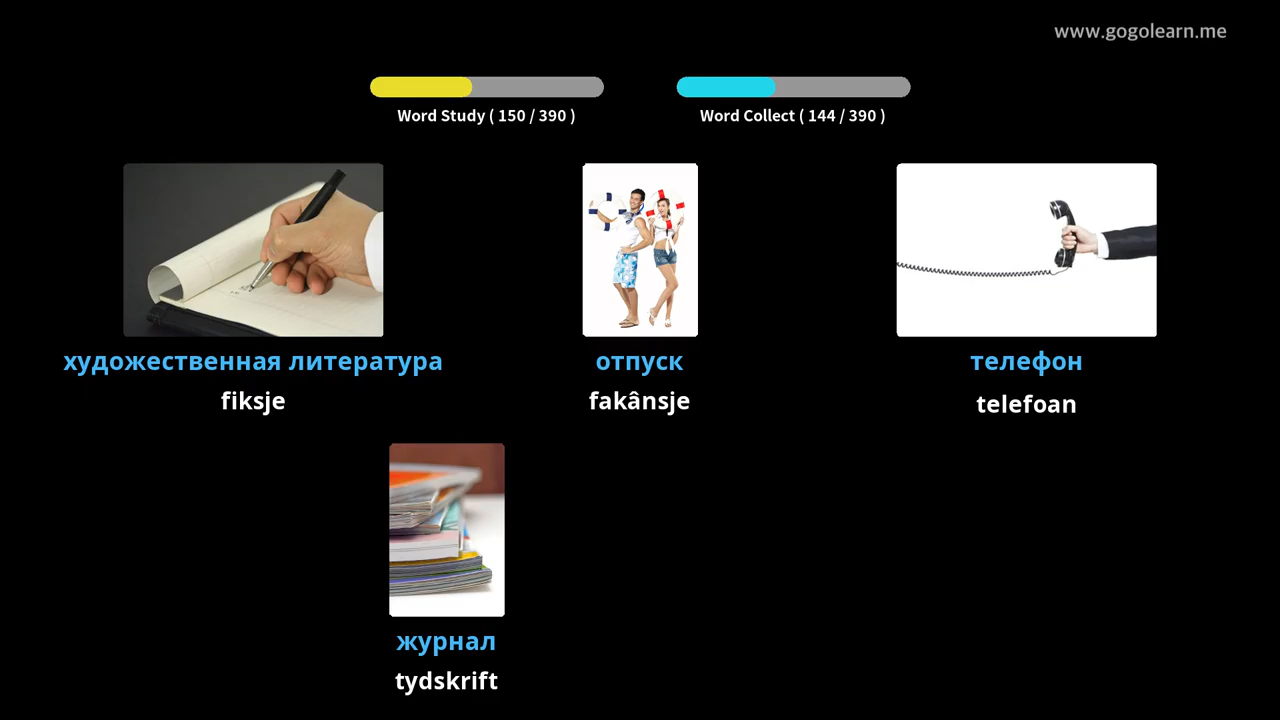 www.gogolearn.me
Word Study ( 150 / 390 )
Word Collect ( 144 / 390 )
художественная литература
fiksje
отпуск
fakânsje
телефон
telefoan
журнал
tydskrift